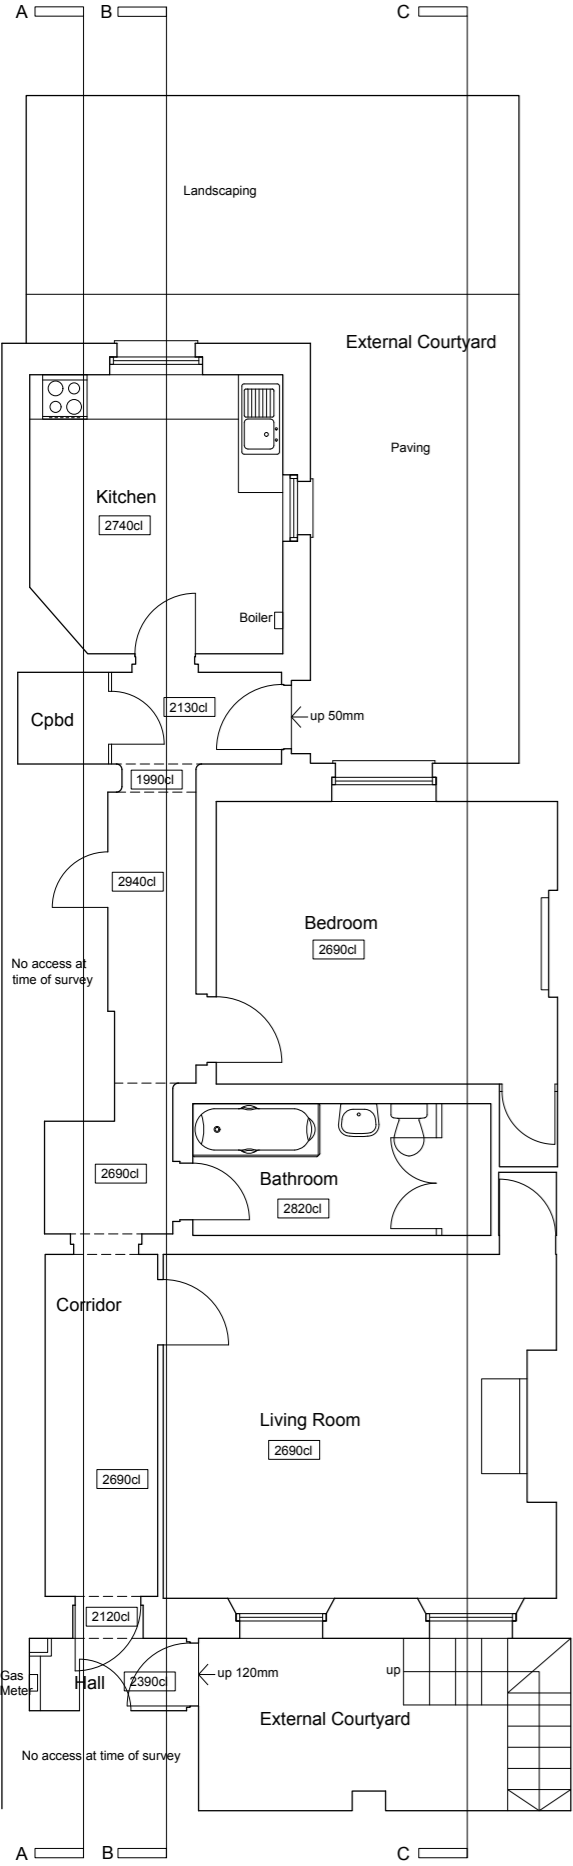 A
B
C
Landscaping
External Courtyard
Paving
Kitchen
2740cl
Boiler
2130cl
up 50mm
Cpbd
1990cl
2940cl
Bedroom
2690cl
No access at
time of survey
2690cl
Bathroom
2820cl
Corridor
Living Room
2690cl
2690cl
2120cl
Gas
Meter
Hall
2390cl
up 120mm
up
External Courtyard
No access at time of survey
A
B
C